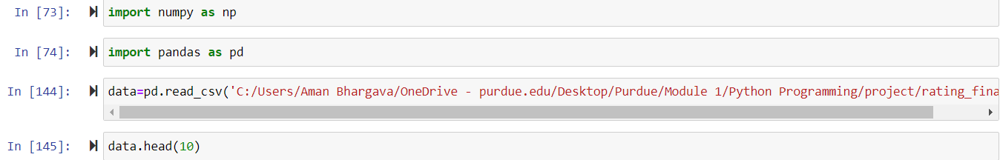 In [73]: import numpy as np
In [74]: import pandas as pd
In [144]: data=pd.read_csv('C:/Users/Aman Bhargava/OneDrive - purdue.edu/Desktop/Purdue/Module 1/Python Programming/project/rating_fina
In [145]: data.head(10)